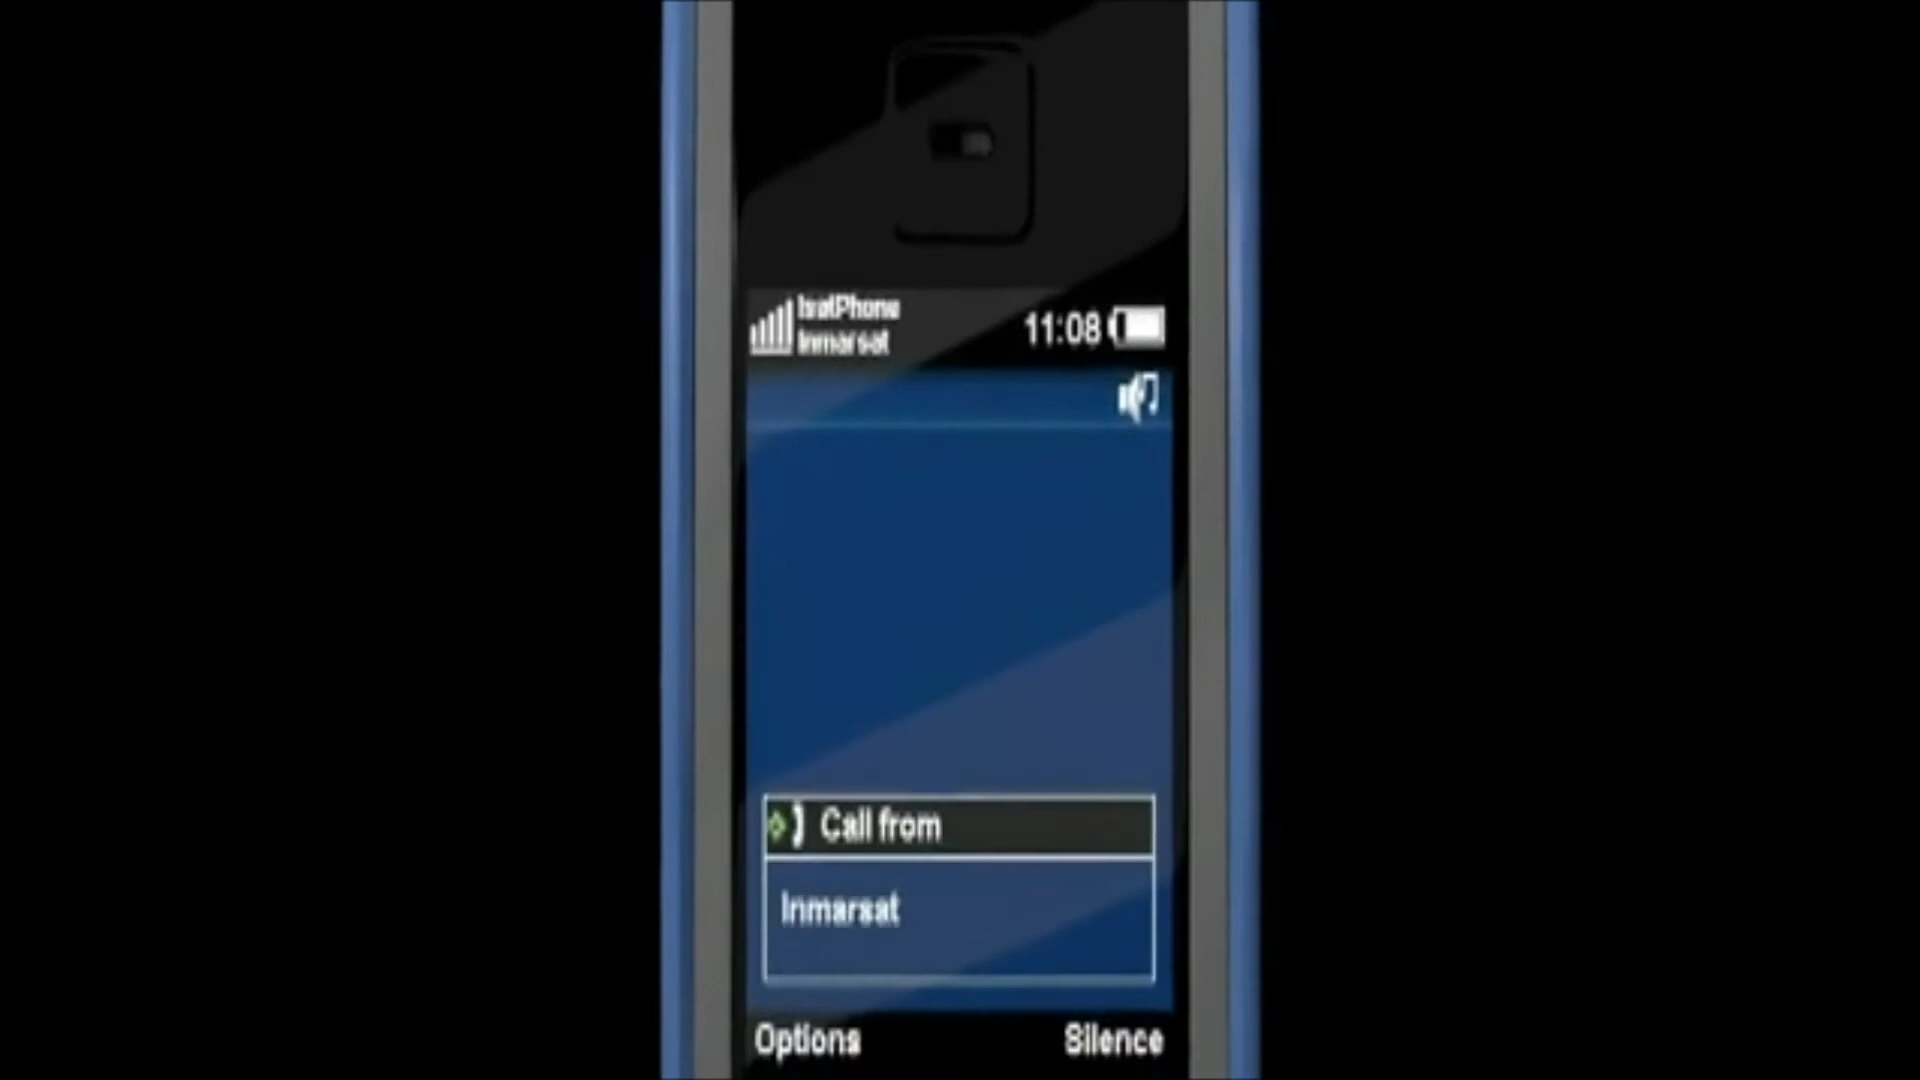 IsatPhone
Inmarsat
11:08
Call from
Inmarsat
Options
Silence